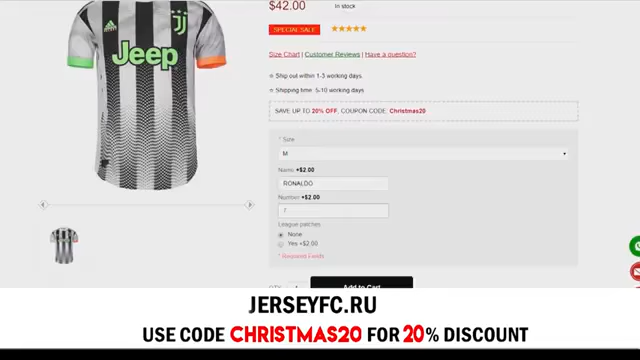 $42.00
In stock
SPECIAL SALE
Size Chart | Customer Reviews | Have a question?
Ship out within 1-3 working days.
Shipping time: 5-10 working days
SAVE UP TO 20% OFF, COUPON CODE: Christmas20
* Size
M
Name +$2.00
RONALDO
Number +$2.00
7
League patches
None
Yes +$2.00
* Required Fields
QTY:
1
Add to Cart
adidas
Jeep
JERSEYFC.RU
USE CODE CHRISTMAS20 FOR 20% DISCOUNT